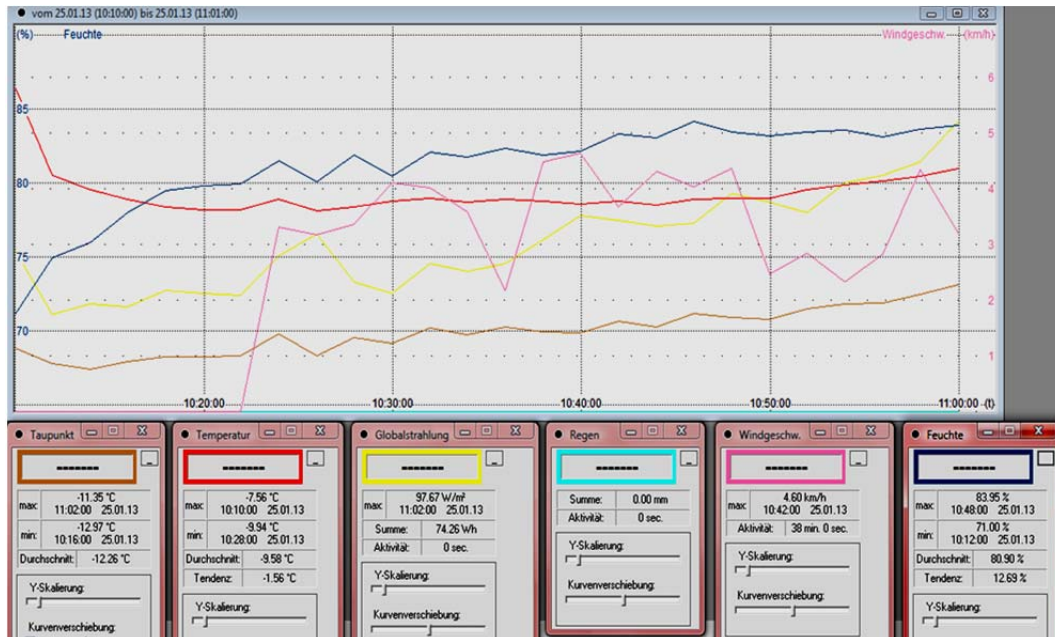 vom 25.01.13 (10:10:00) bis 25.01.13 (11:01:00)
(%) Feuchte Windgeschw. (km/h)
6
85
5
80
4
75
3
2
70
1
10:20:00 10:30:00 10:40:00 10:50:00 11:00:00 (t)
Taupunkt Temperatur Globalstrahlung Regen Windgeschw. Feuchte
------- ------- ------- ------- ------- -------
max: -11.35 °C
11:02:00 25.01.13
min: -12.97 °C
10:16:00 25.01.13
Durchschnitt: -12.26 °C
Y-Skalierung:
Kurvenverschiebung:
max: -7.56 °C
10:10:00 25.01.13
min: -9.94 °C
10:28:00 25.01.13
Durchschnitt: -9.58 °C
Tendenz: -1.56 °C
Y-Skalierung:
max: 97.67 W/m²
11:02:00 25.01.13
Summe: 74.26 Wh
Aktivität: 0 sec.
Y-Skalierung:
Kurvenverschiebung:
Summe: 0.00 mm
Aktivität: 0 sec.
Y-Skalierung:
Kurvenverschiebung:
max: 4.60 km/h
10:42:00 25.01.13
Aktivität: 38 min. 0 sec.
Y-Skalierung:
Kurvenverschiebung:
max: 83.95 %
10:48:00 25.01.13
min: 71.00 %
10:12:00 25.01.13
Durchschnitt: 80.90 %
Tendenz: 12.69 %
Y-Skalierung: